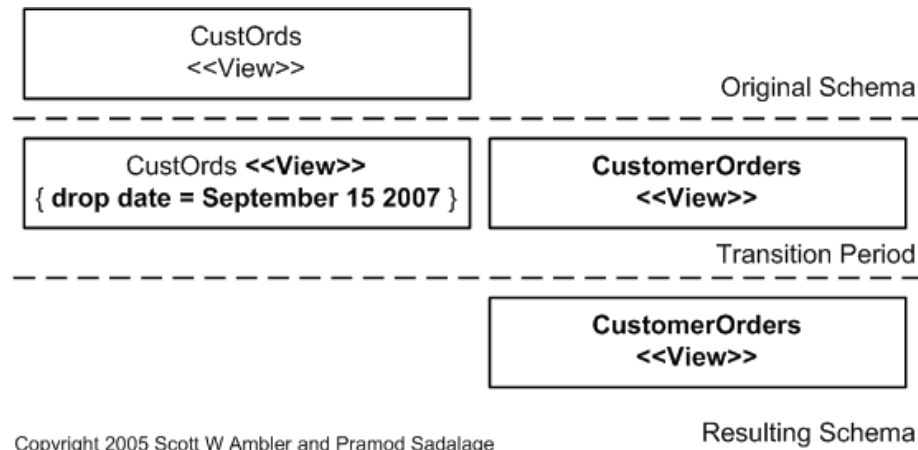 CustOrds
<<View>>
Original Schema
CustOrds <<View>>
{ drop date = September 15 2007 }
CustomerOrders
<<View>>
Transition Period
CustomerOrders
<<View>>
Resulting Schema
Copyright 2005 Scott W Ambler and Pramod Sadalage